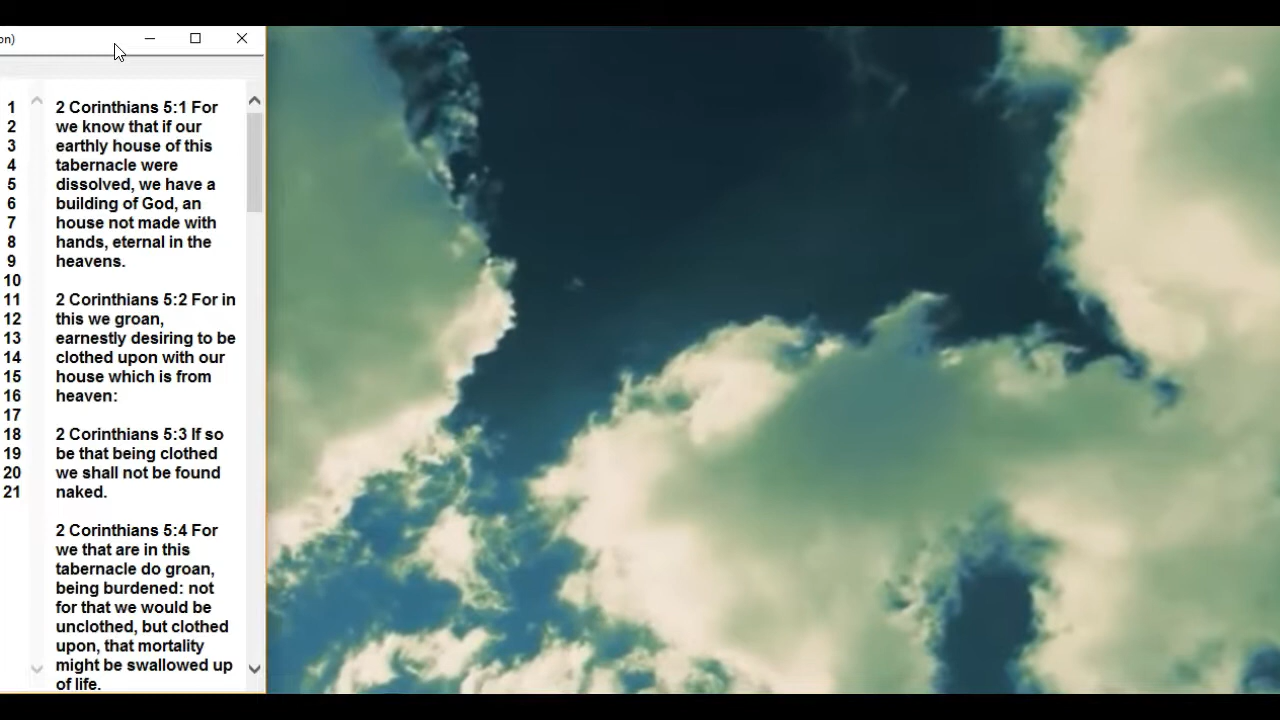 on)
1
2
3
4
5
6
7
8
9
10
11
12
13
14
15
16
17
18
19
20
21
2 Corinthians 5:1 For
we know that if our
earthly house of this
tabernacle were
dissolved, we have a
building of God, an
house not made with
hands, eternal in the
heavens.
2 Corinthians 5:2 For in
this we groan,
earnestly desiring to be
clothed upon with our
house which is from
heaven:
2 Corinthians 5:3 If so
be that being clothed
we shall not be found
naked.
2 Corinthians 5:4 For
we that are in this
tabernacle do groan,
being burdened: not
for that we would be
unclothed, but clothed
upon, that mortality
might be swallowed up
of life.